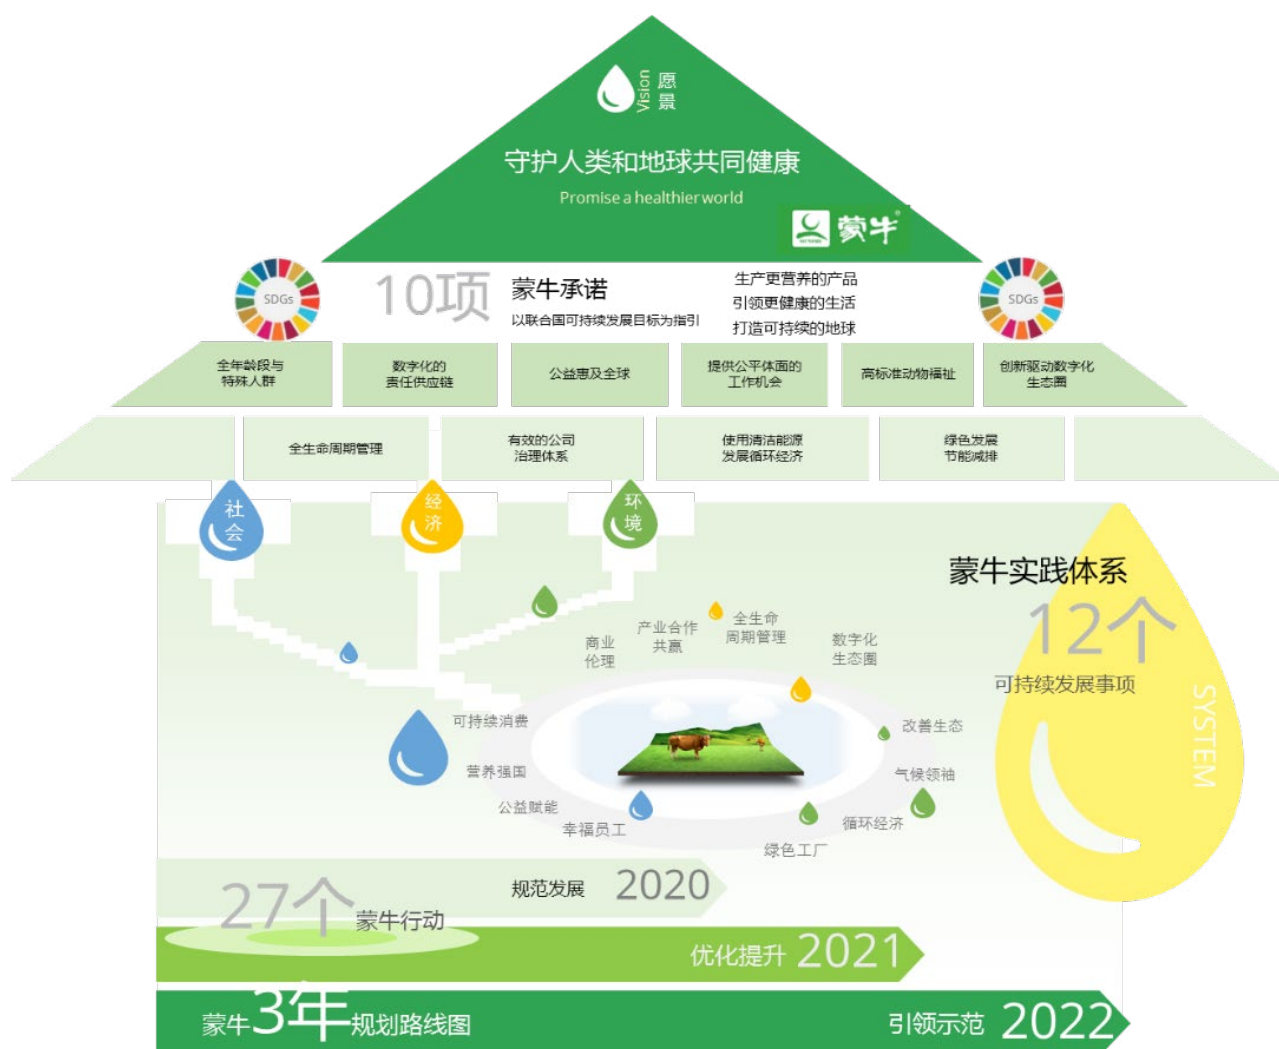 Vision
愿景
守护人类和地球共同健康
Promise a healthier world
蒙牛
SDGs
10项
蒙牛承诺
以联合国可持续发展目标为指引
生产更营养的产品
引领更健康的生活
打造可持续的地球
SDGs
全年龄段与
特殊人群
数字化的
责任供应链
公益惠及全球
提供公平体面的
工作机会
高标准动物福祉
创新驱动数字化
生态圈
全生命周期管理
有效的公司
治理体系
使用清洁能源
发展循环经济
绿色发展
节能减排
社会
经济
环境
蒙牛实践体系
12个
可持续发展事项
SYSTEM
商业
伦理
产业合作
共赢
全生命
周期管理
数字化
生态圈
可持续消费
改善生态
营养强国
气候领袖
公益赋能
幸福员工
循环经济
绿色工厂
27个
蒙牛行动
规范发展 2020
优化提升 2021
蒙牛3年规划路线图
引领示范 2022